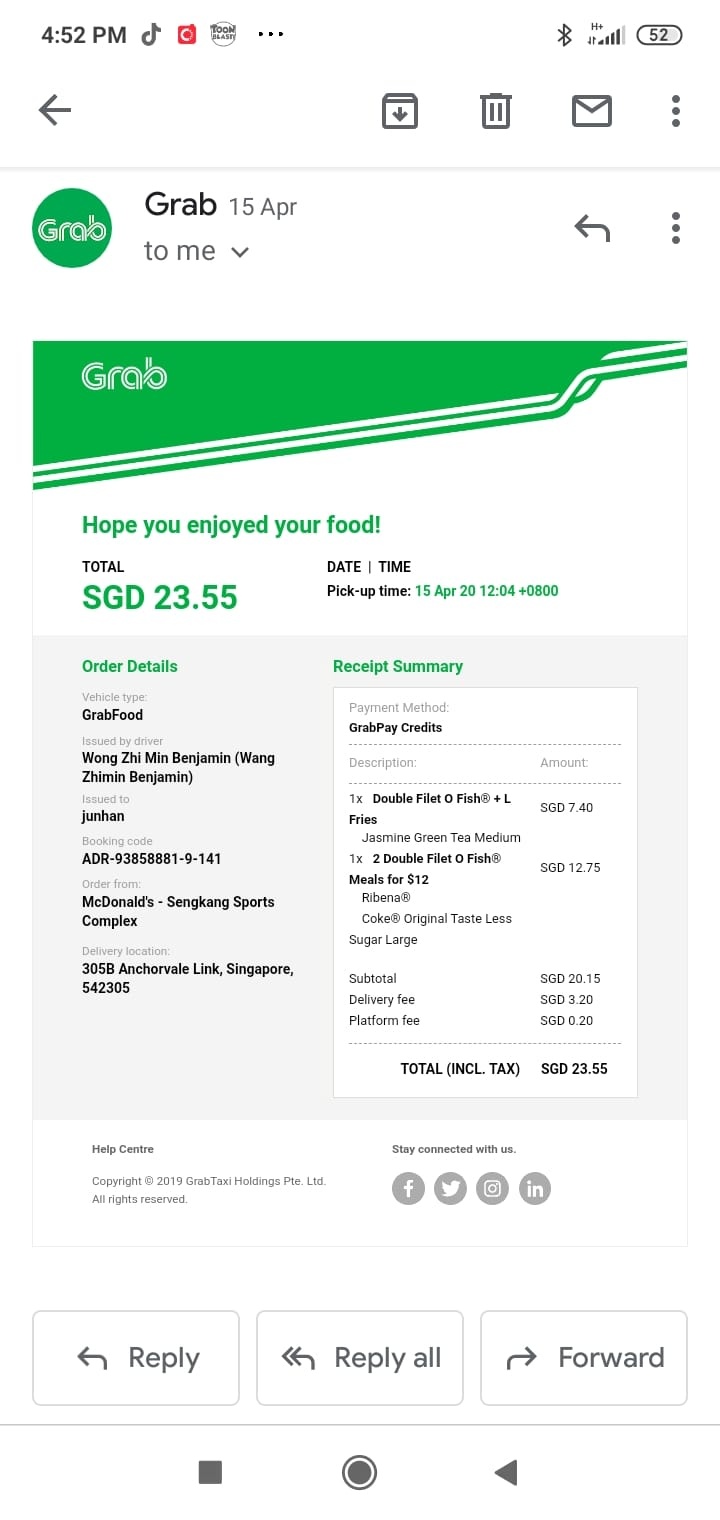 4:52 PM
TOON BLAST
H+
52
Grab 15 Apr
Grab
to me
Grab
Hope you enjoyed your food!
TOTAL
SGD 23.55
DATE | TIME
Pick-up time: 15 Apr 20 12:04 +0800
Order Details
Vehicle type:
GrabFood
Issued by driver
Wong Zhi Min Benjamin (Wang
Zhimin Benjamin)
Issued to
junhan
Booking code
ADR-93858881-9-141
Order from:
McDonald's - Sengkang Sports
Complex
Delivery location:
305B Anchorvale Link, Singapore,
542305
Receipt Summary
Payment Method:
GrabPay Credits
Description: Amount:
1x Double Filet O Fish® + L
Fries SGD 7.40
Jasmine Green Tea Medium
1x 2 Double Filet O Fish®
Meals for $12 SGD 12.75
Ribena®
Coke® Original Taste Less
Sugar Large
Subtotal SGD 20.15
Delivery fee SGD 3.20
Platform fee SGD 0.20
TOTAL (INCL. TAX) SGD 23.55
Help Centre
Copyright © 2019 GrabTaxi Holdings Pte. Ltd.
All rights reserved.
Stay connected with us.
Reply
Reply all
Forward